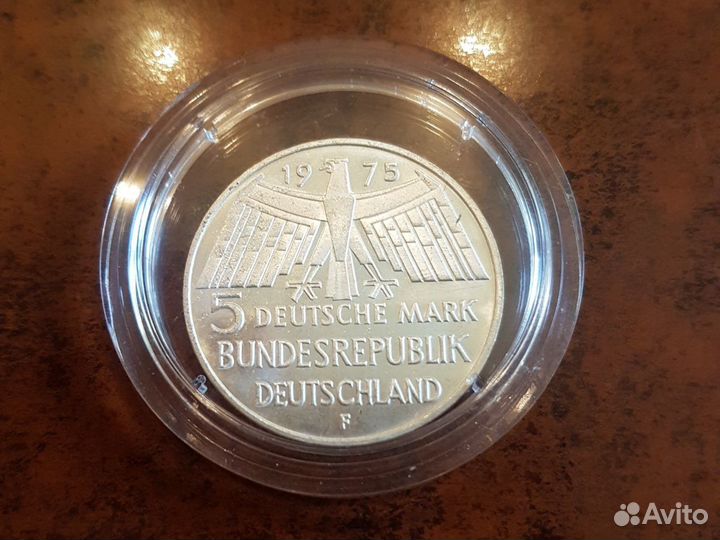 1975
5 DEUTSCHE MARK
BUNDESREPUBLIK
DEUTSCHLAND
F
Avito